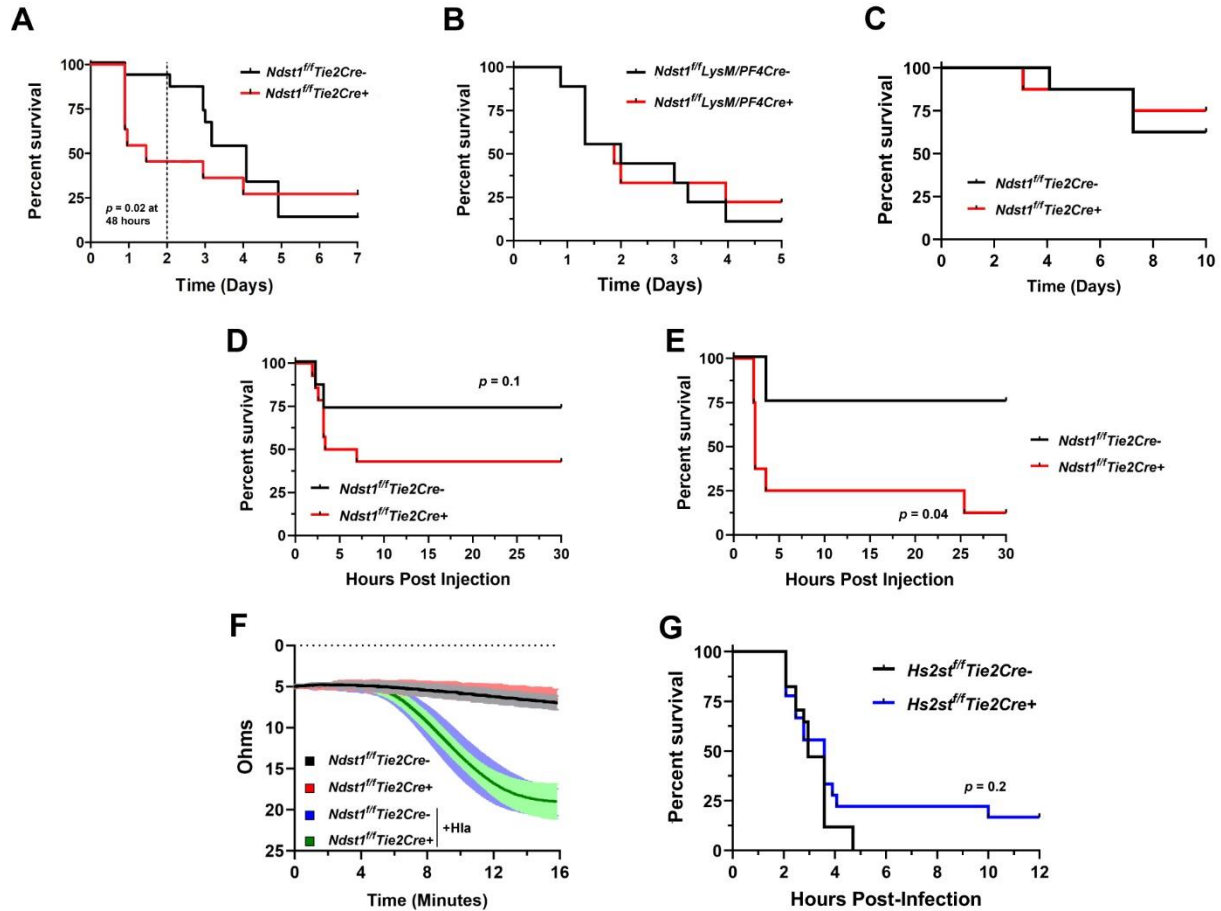 A
Percent survival
100
75
50
25
0
0 1 2 3 4 5 6 7
Time (Days)
Ndst1f/fTie2Cre-
Ndst1f/fTie2Cre+
p = 0.02 at
48 hours
B
Percent survival
100
75
50
25
0
0 1 2 3 4 5
Time (Days)
Ndst1f/fLysM/PF4Cre-
Ndst1f/fLysM/PF4Cre+
C
Percent survival
100
75
50
25
0
0 2 4 6 8 10
Time (Days)
Ndst1f/fTie2Cre-
Ndst1f/fTie2Cre+
D
Percent survival
100
75
50
25
0
0 5 10 15 20 25 30
Hours Post Injection
p = 0.1
Ndst1f/fTie2Cre-
Ndst1f/fTie2Cre+
E
Percent survival
100
75
50
25
0
0 5 10 15 20 25 30
Hours Post Injection
p = 0.04
Ndst1f/fTie2Cre-
Ndst1f/fTie2Cre+
F
Ohms
0
5
10
15
20
25
0 4 8 12 16
Time (Minutes)
Ndst1f/fTie2Cre-
Ndst1f/fTie2Cre+
Ndst1f/fTie2Cre-
Ndst1f/fTie2Cre+
+Hla
G
Percent survival
100
75
50
25
0
0 2 4 6 8 10 12
Hours Post-Infection
Hs2stf/fTie2Cre-
Hs2stf/fTie2Cre+
p = 0.2